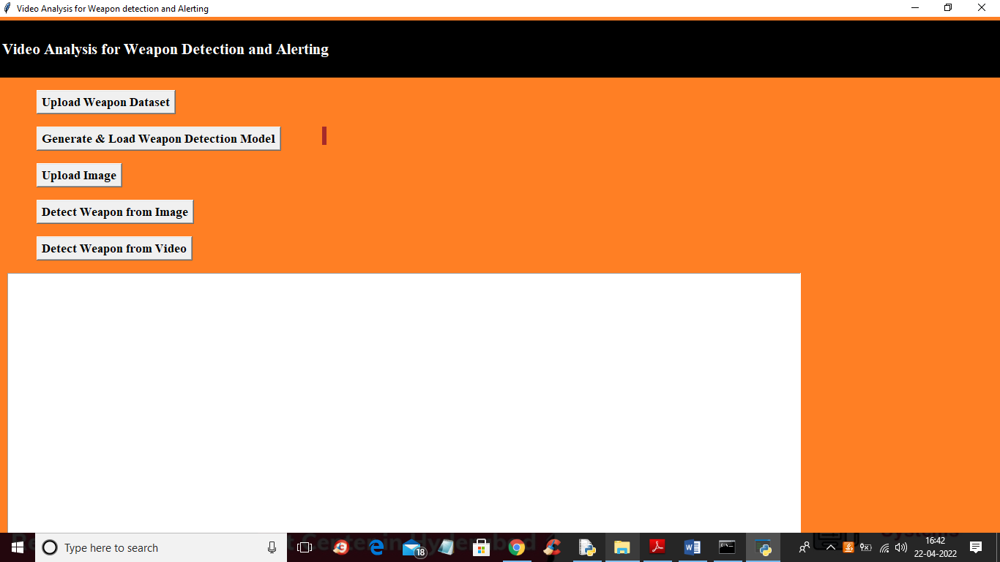 Video Analysis for Weapon detection and Alerting
Video Analysis for Weapon Detection and Alerting
Upload Weapon Dataset
Generate & Load Weapon Detection Model
Upload Image
Detect Weapon from Image
Detect Weapon from Video
Type here to search
18
16:42
22-04-2022